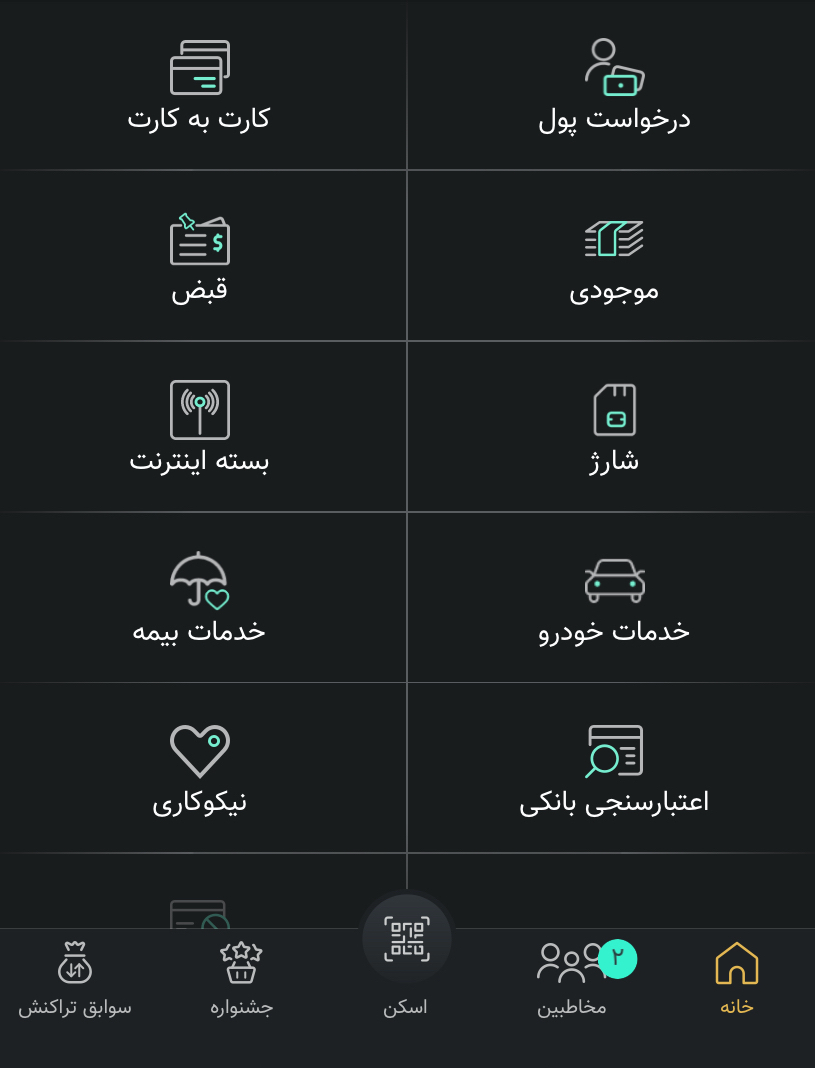 درخواست پول
کارت به کارت
موجودی
قبض
شارژ
بسته اینترنت
خدمات خودرو
خدمات بیمه
اعتبارسنجی بانکی
نیکوکاری
۲
خانه
مخاطبین
اسکن
جشنواره
سوابق تراکنش